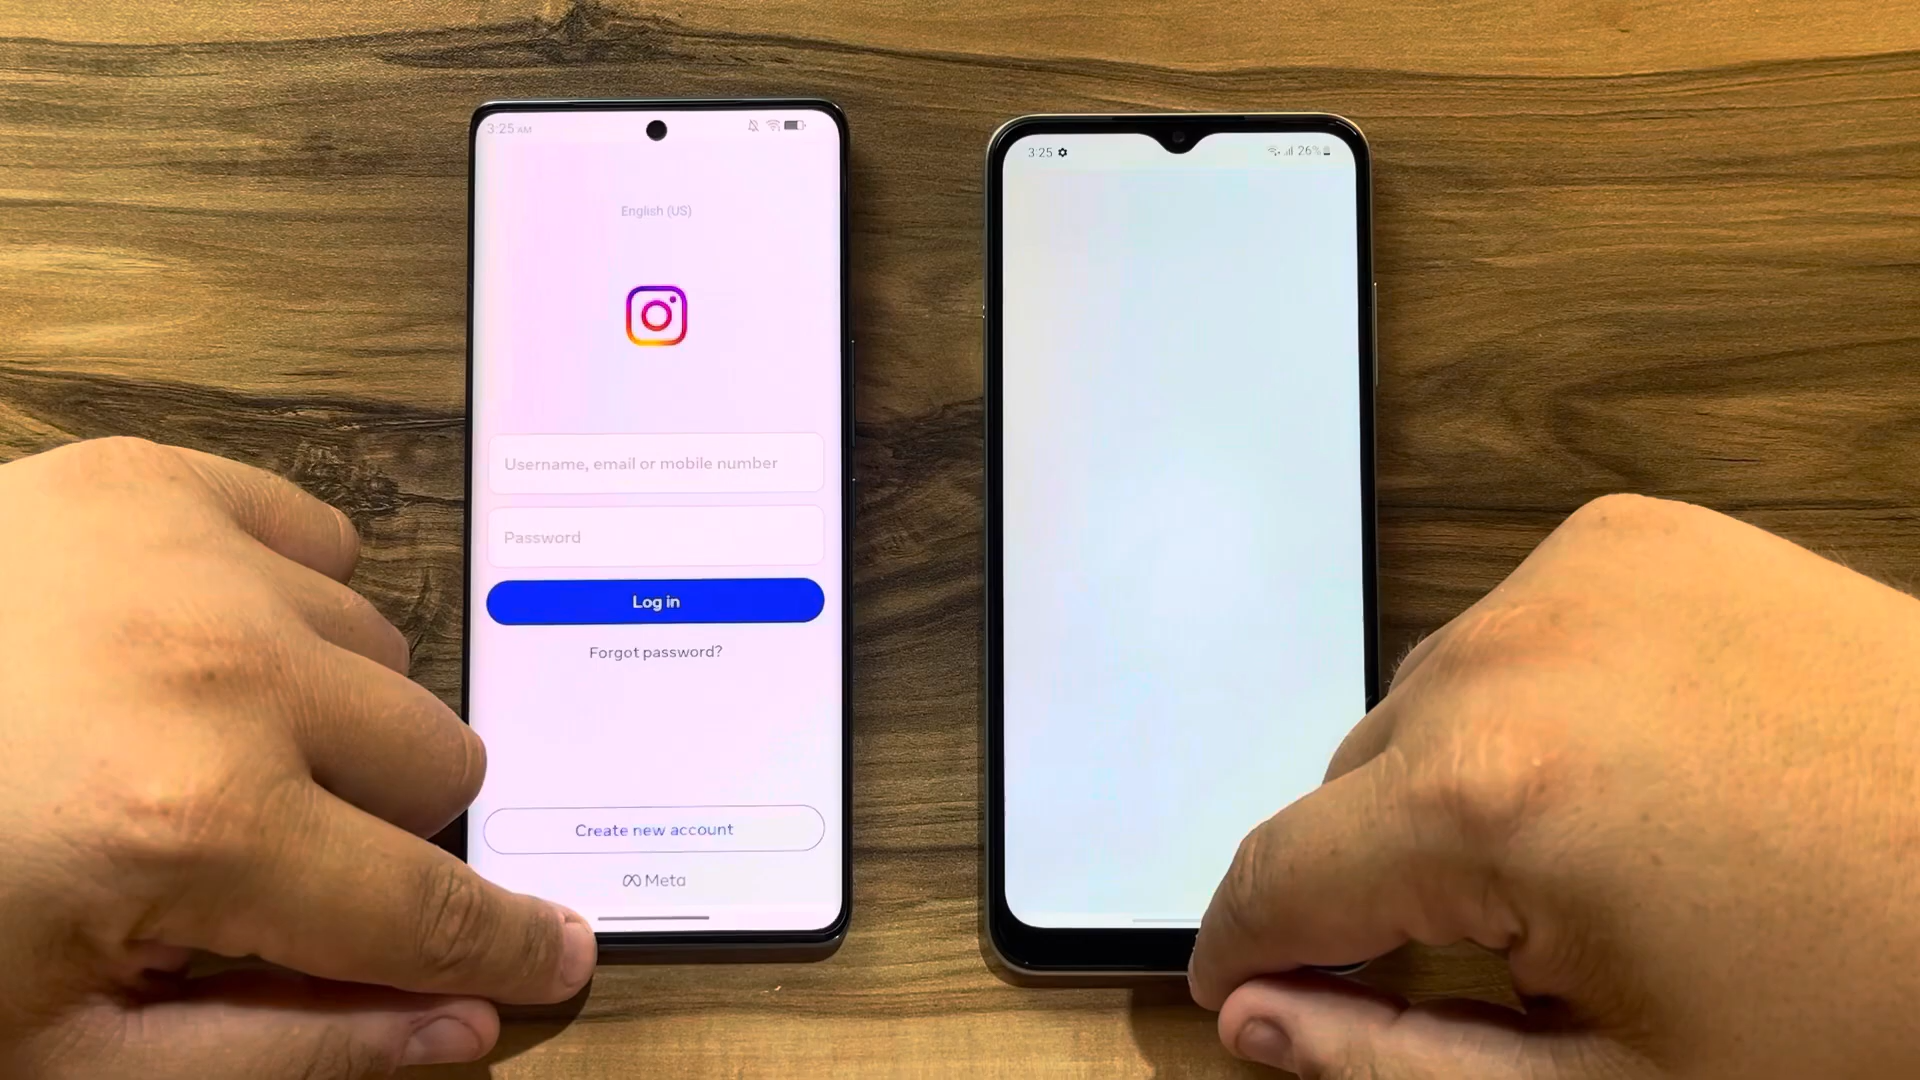 3:25 AM
English (US)
Username, email or mobile number
Password
Log in
Forgot password?
Create new account
Meta
3:25
26%